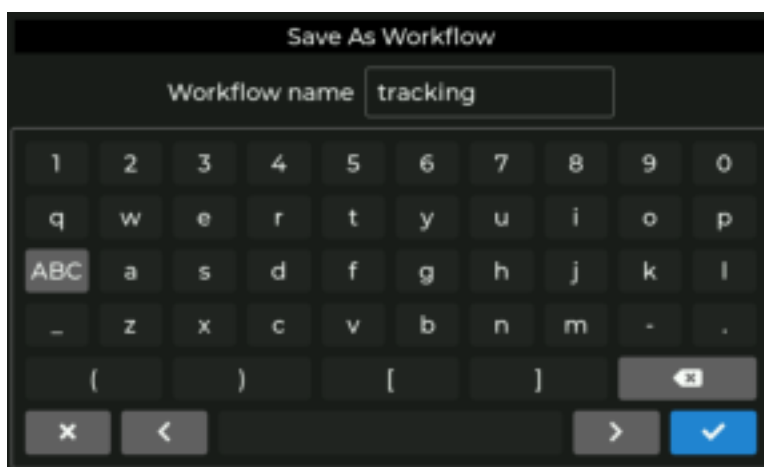 Save As Workflow
Workflow name tracking
1 2 3 4 5 6 7 8 9 0
q w e r t y u i o p
ABC a s d f g h j k l
_ z x c v b n m - .
( ) [ ]